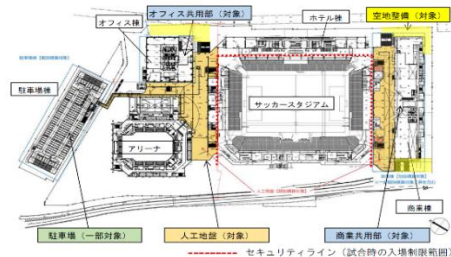 オフィス共用部（対象）
ホテル棟
空地整備（対象）
オフィス棟
駐車場棟
サッカースタジアム
アリーナ
人工地盤
商業棟
駐車場（一部対象）
人工地盤（対象）
商業共用部（対象）
セキュリティライン（試合時の入場制限範囲）